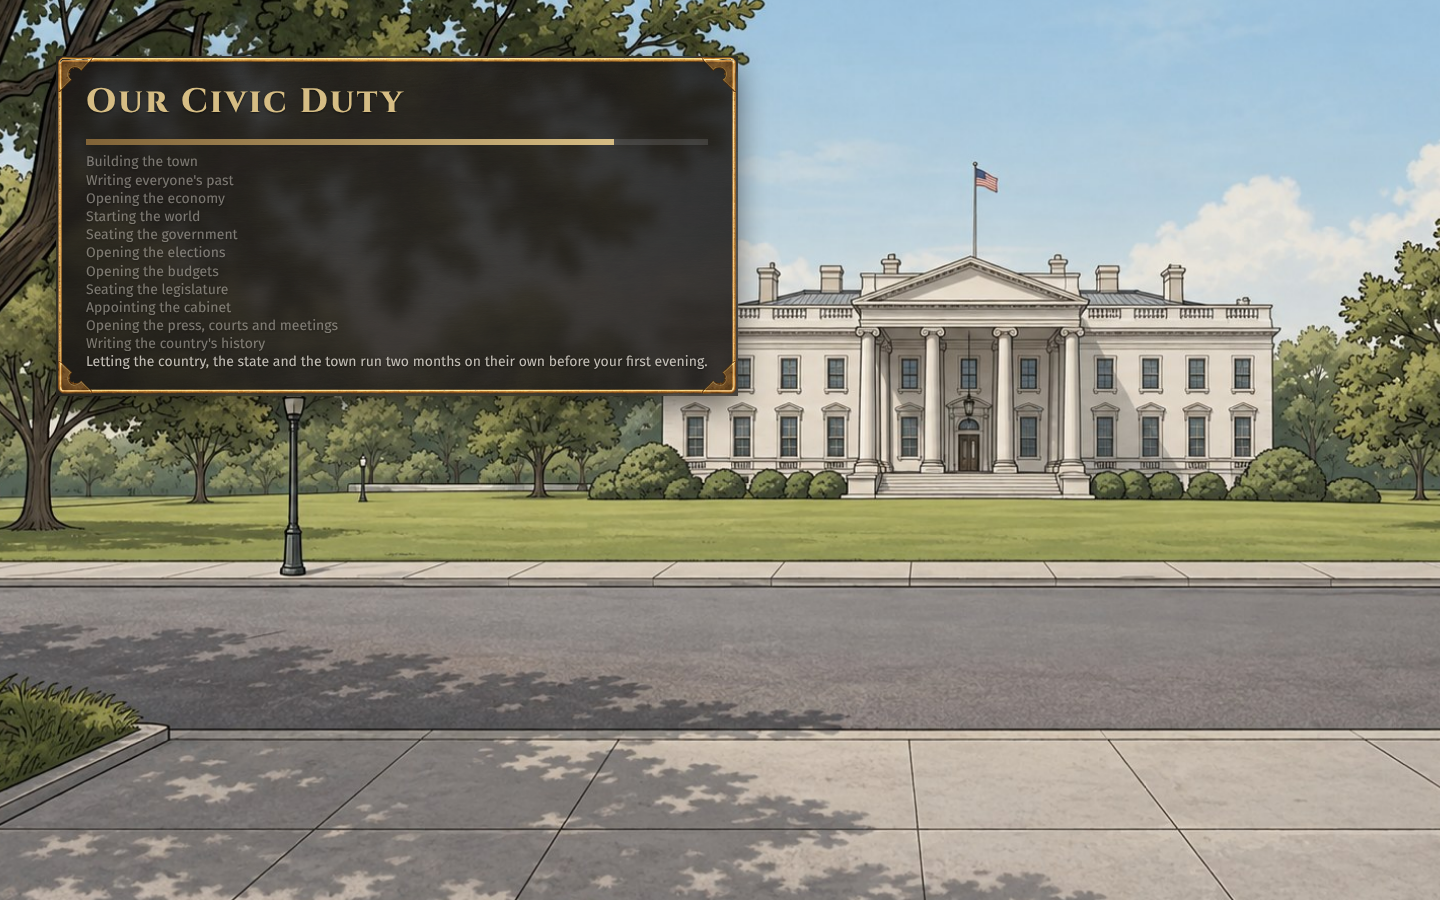 Our Civic Duty
Building the town
Writing everyone's past
Opening the economy
Starting the world
Seating the government
Opening the elections
Opening the budgets
Seating the legislature
Appointing the cabinet
Opening the press, courts and meetings
Writing the country's history
Letting the country, the state and the town run two months on their own before your first evening.